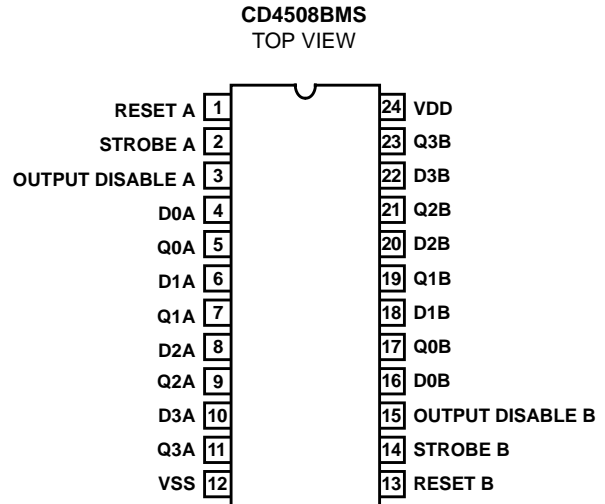 CD4508BMS
TOP VIEW
RESET A 1 24 VDD
STROBE A 2 23 Q3B
OUTPUT DISABLE A 3 22 D3B
D0A 4 21 Q2B
Q0A 5 20 D2B
D1A 6 19 Q1B
Q1A 7 18 D1B
D2A 8 17 Q0B
Q2A 9 16 D0B
D3A 10 15 OUTPUT DISABLE B
Q3A 11 14 STROBE B
VSS 12 13 RESET B